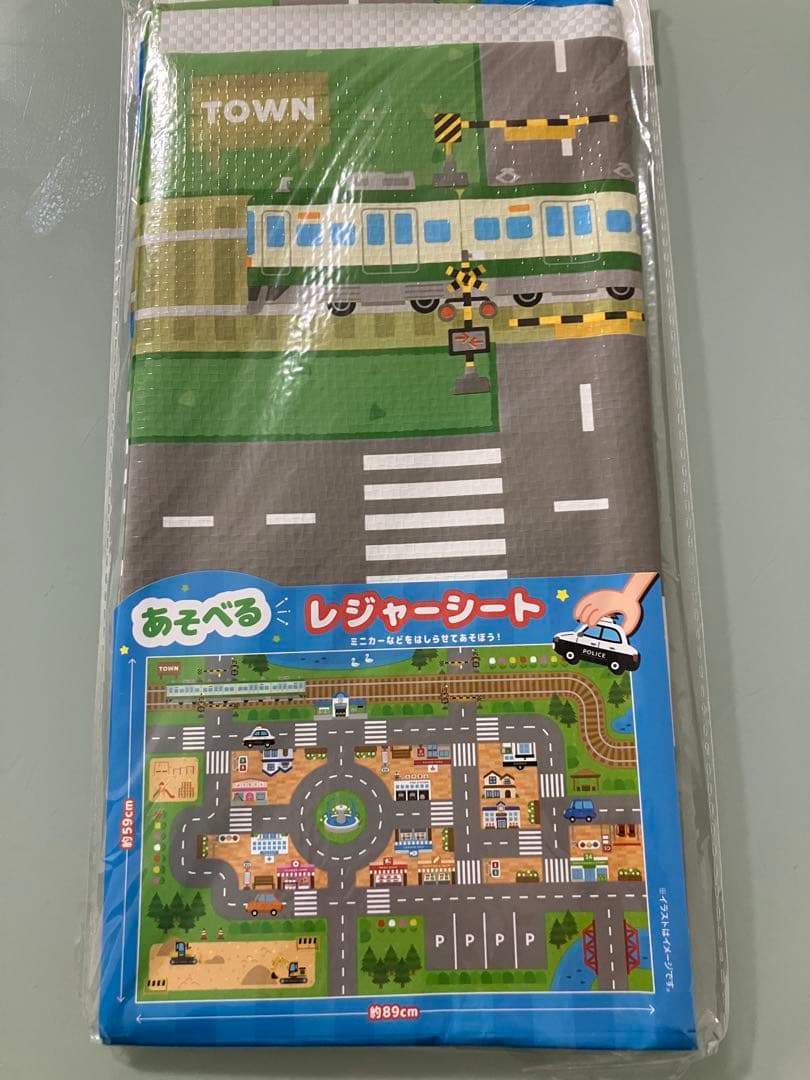 TOWN
あそべる
レジャーシート
ミニカーなどをはしらせてあそぼう!
POLICE
TOWN
約59cm
P P P P
※イラストはイメージです。
約89cm